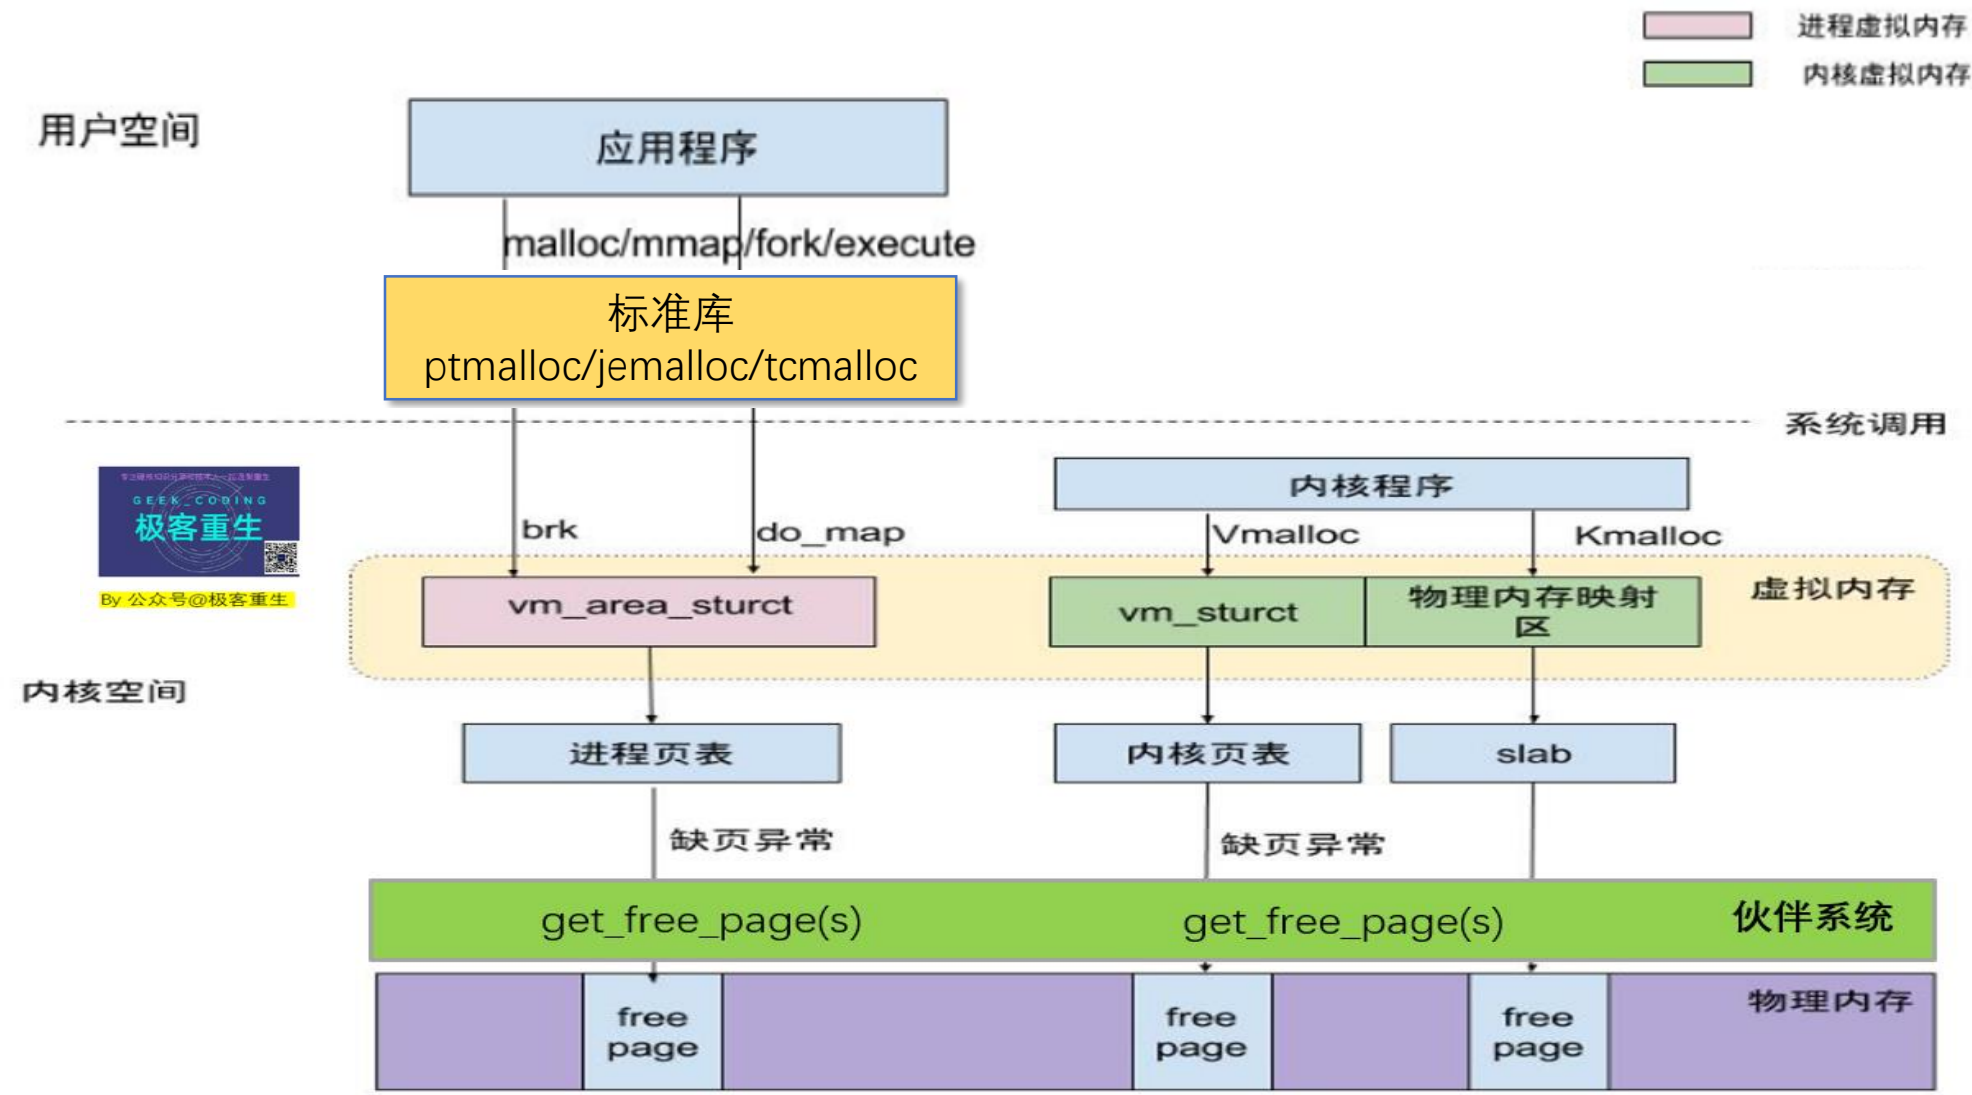 进程虚拟内存
内核虚拟内存
用户空间
应用程序
malloc/mmap/fork/execute
标准库
ptmalloc/jemalloc/tcmalloc
系统调用
内核程序
GEEK_CODING
极客重生
brk
do_map
Vmalloc
Kmalloc
By 公众号@极客重生
vm_area_sturct
vm_sturct
物理内存映射
区
虚拟内存
内核空间
进程页表
内核页表
slab
缺页异常
缺页异常
get_free_page(s)
get_free_page(s)
伙伴系统
free
page
free
page
free
page
物理内存